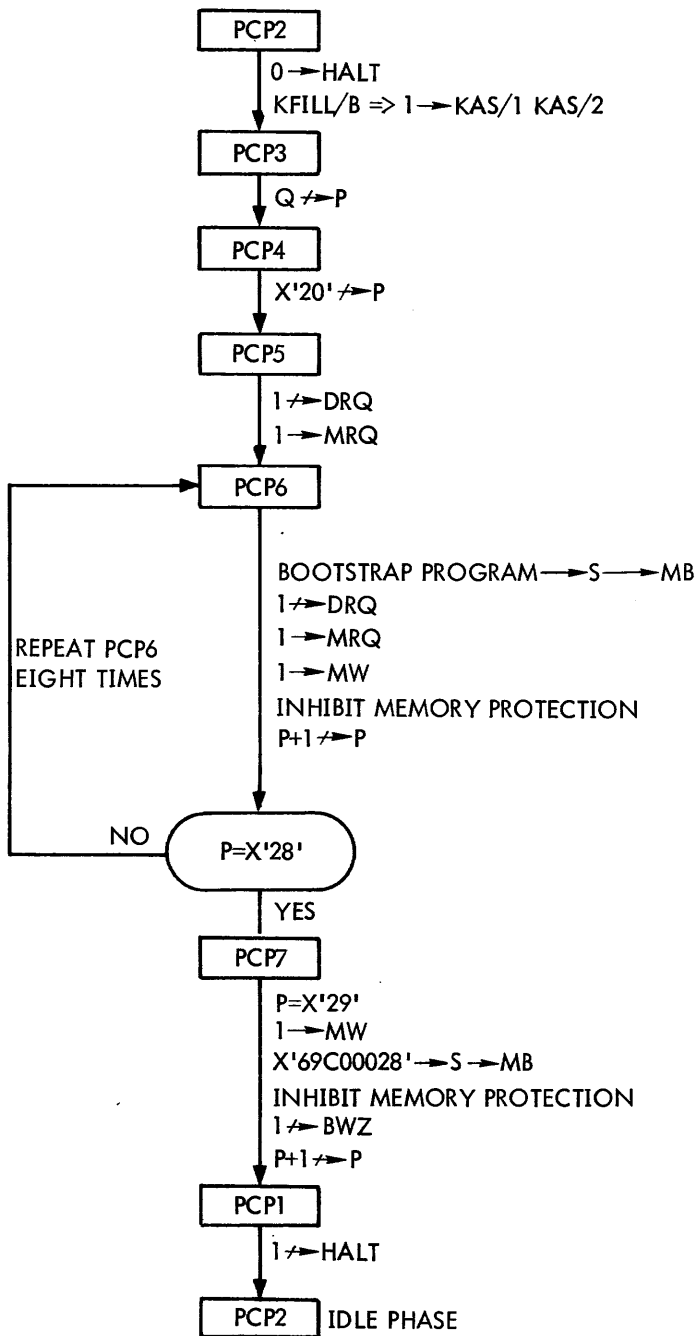 PCP2
0→HALT
KFILL/B => 1→KAS/1 KAS/2
PCP3
Q↛P
PCP4
X'20'↛P
PCP5
1↛DRQ
1→MRQ
PCP6
BOOTSTRAP PROGRAM→S→MB
1↛DRQ
1→MRQ
1→MW
INHIBIT MEMORY PROTECTION
P+1↛P
REPEAT PCP6
EIGHT TIMES
NO
P=X'28'
YES
PCP7
P=X'29'
1→MW
X'69C00028'→S→MB
INHIBIT MEMORY PROTECTION
1↛BWZ
P+1↛P
PCP1
1↛HALT
PCP2 IDLE PHASE